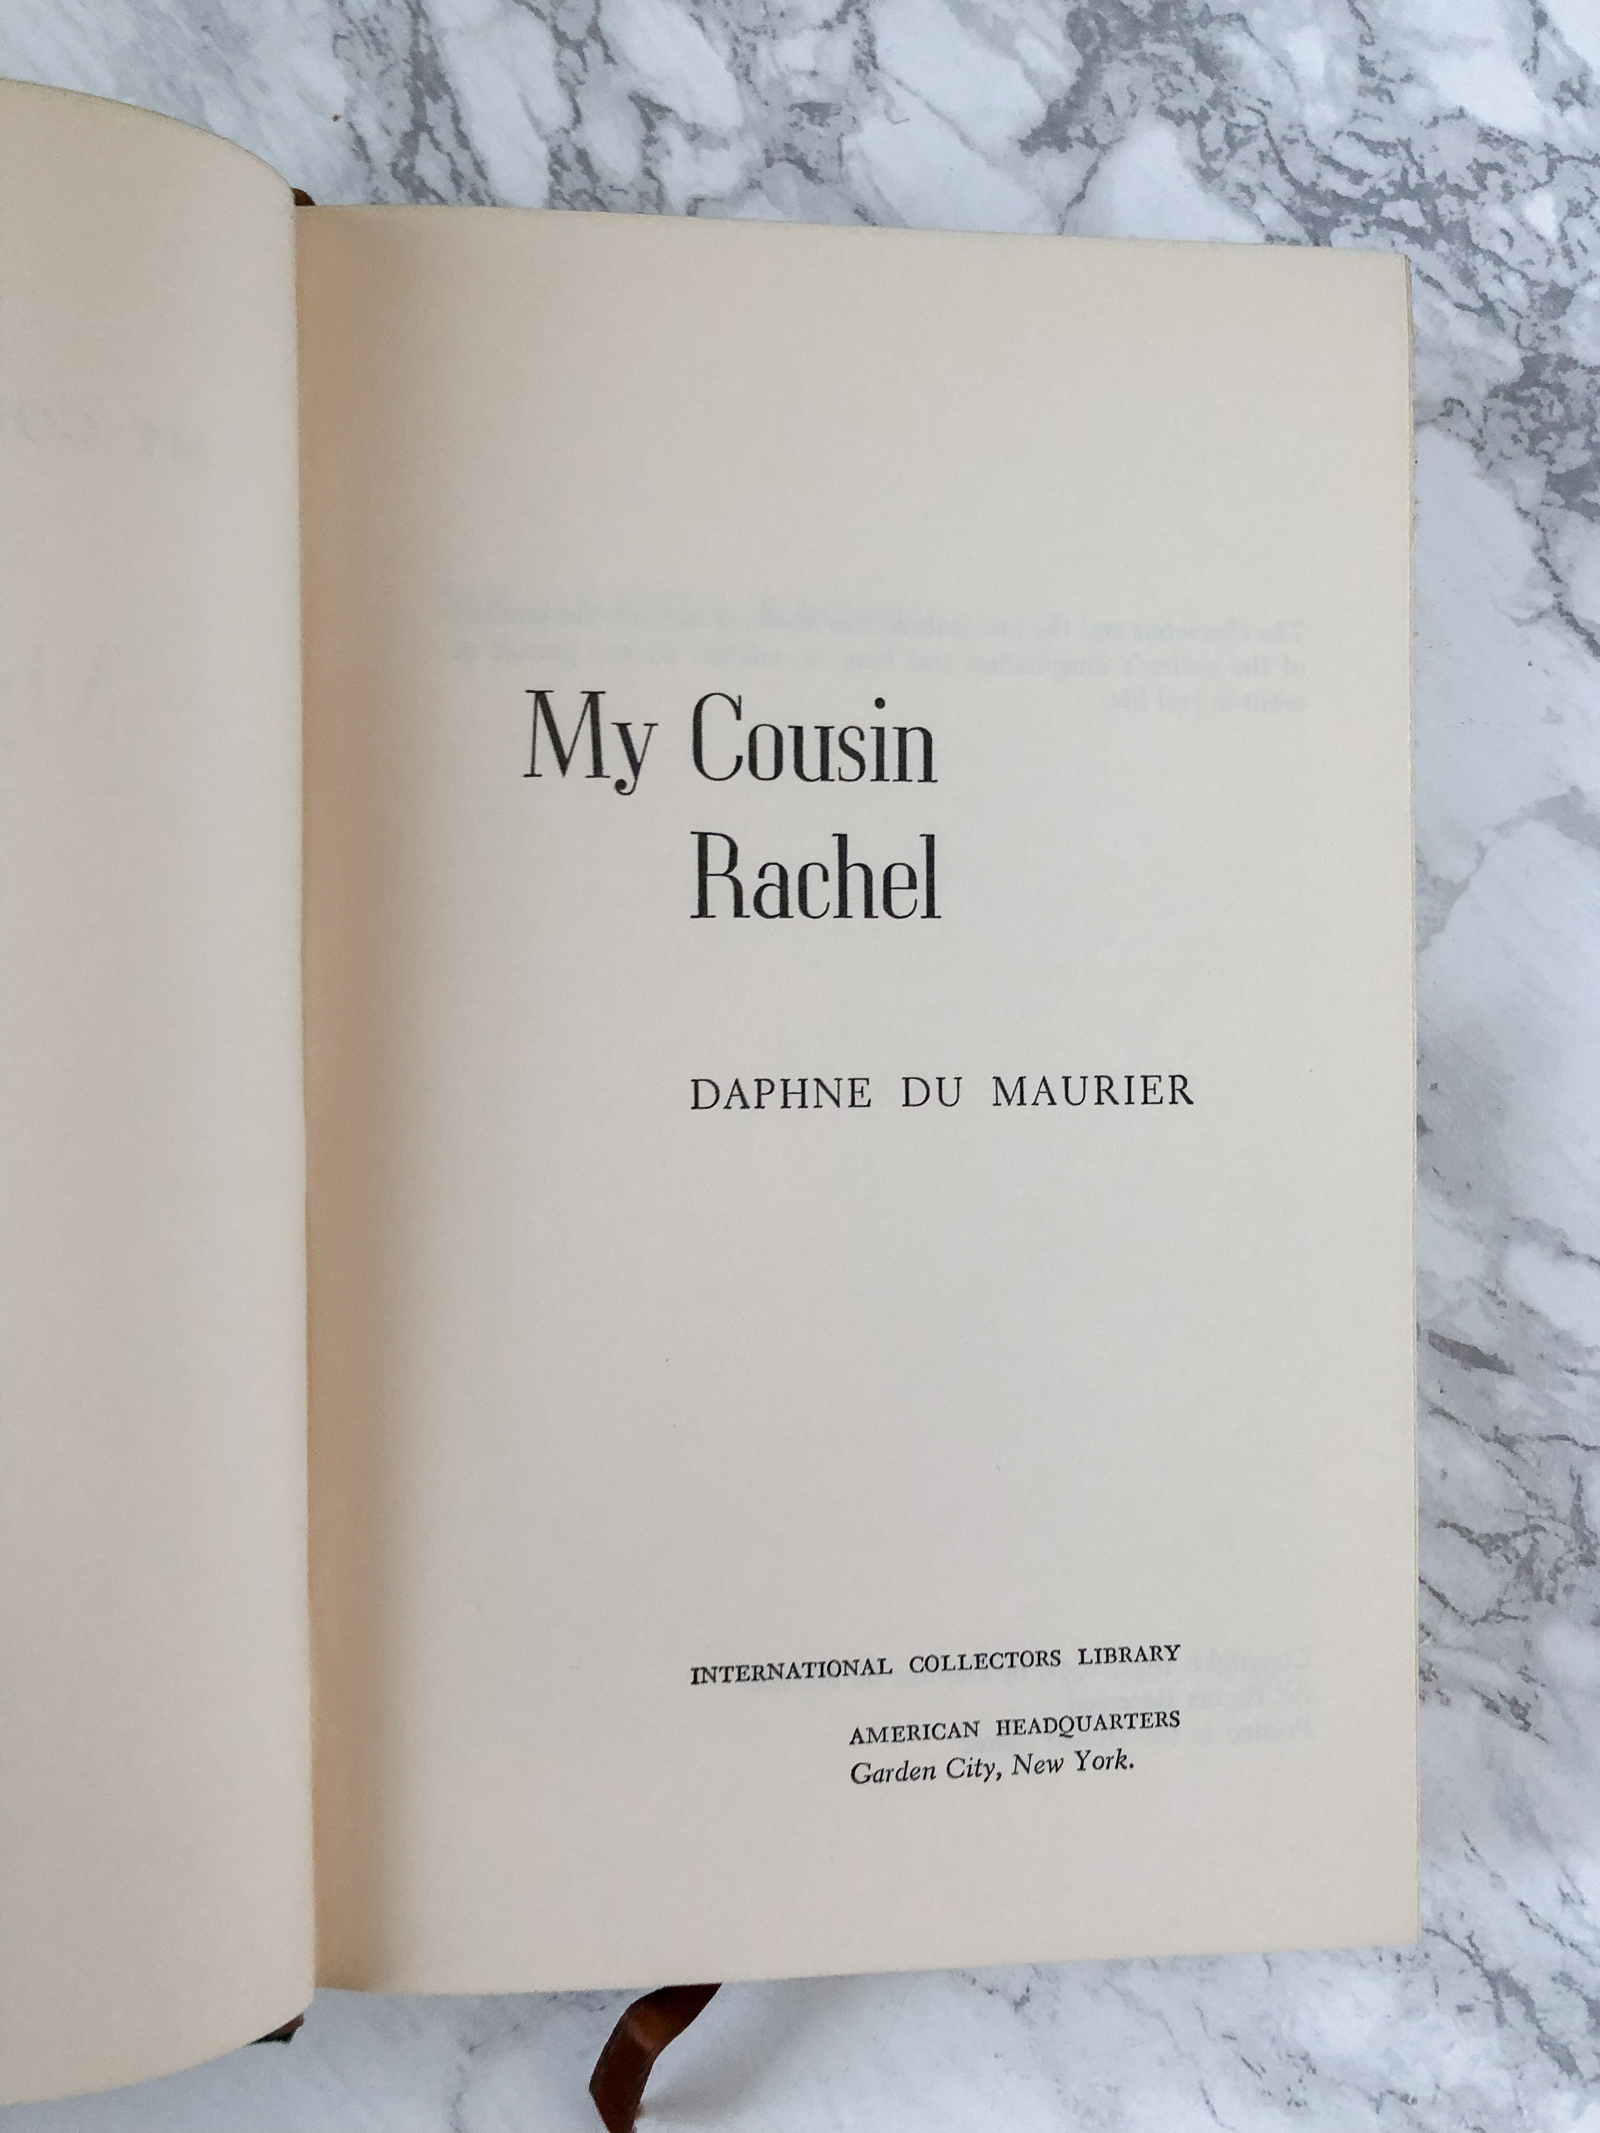 My Cousin
Rachel
DAPHNE DU MAURIER
INTERNATIONAL COLLECTORS LIBRARY
AMERICAN HEADQUARTERS
Garden City, New York.